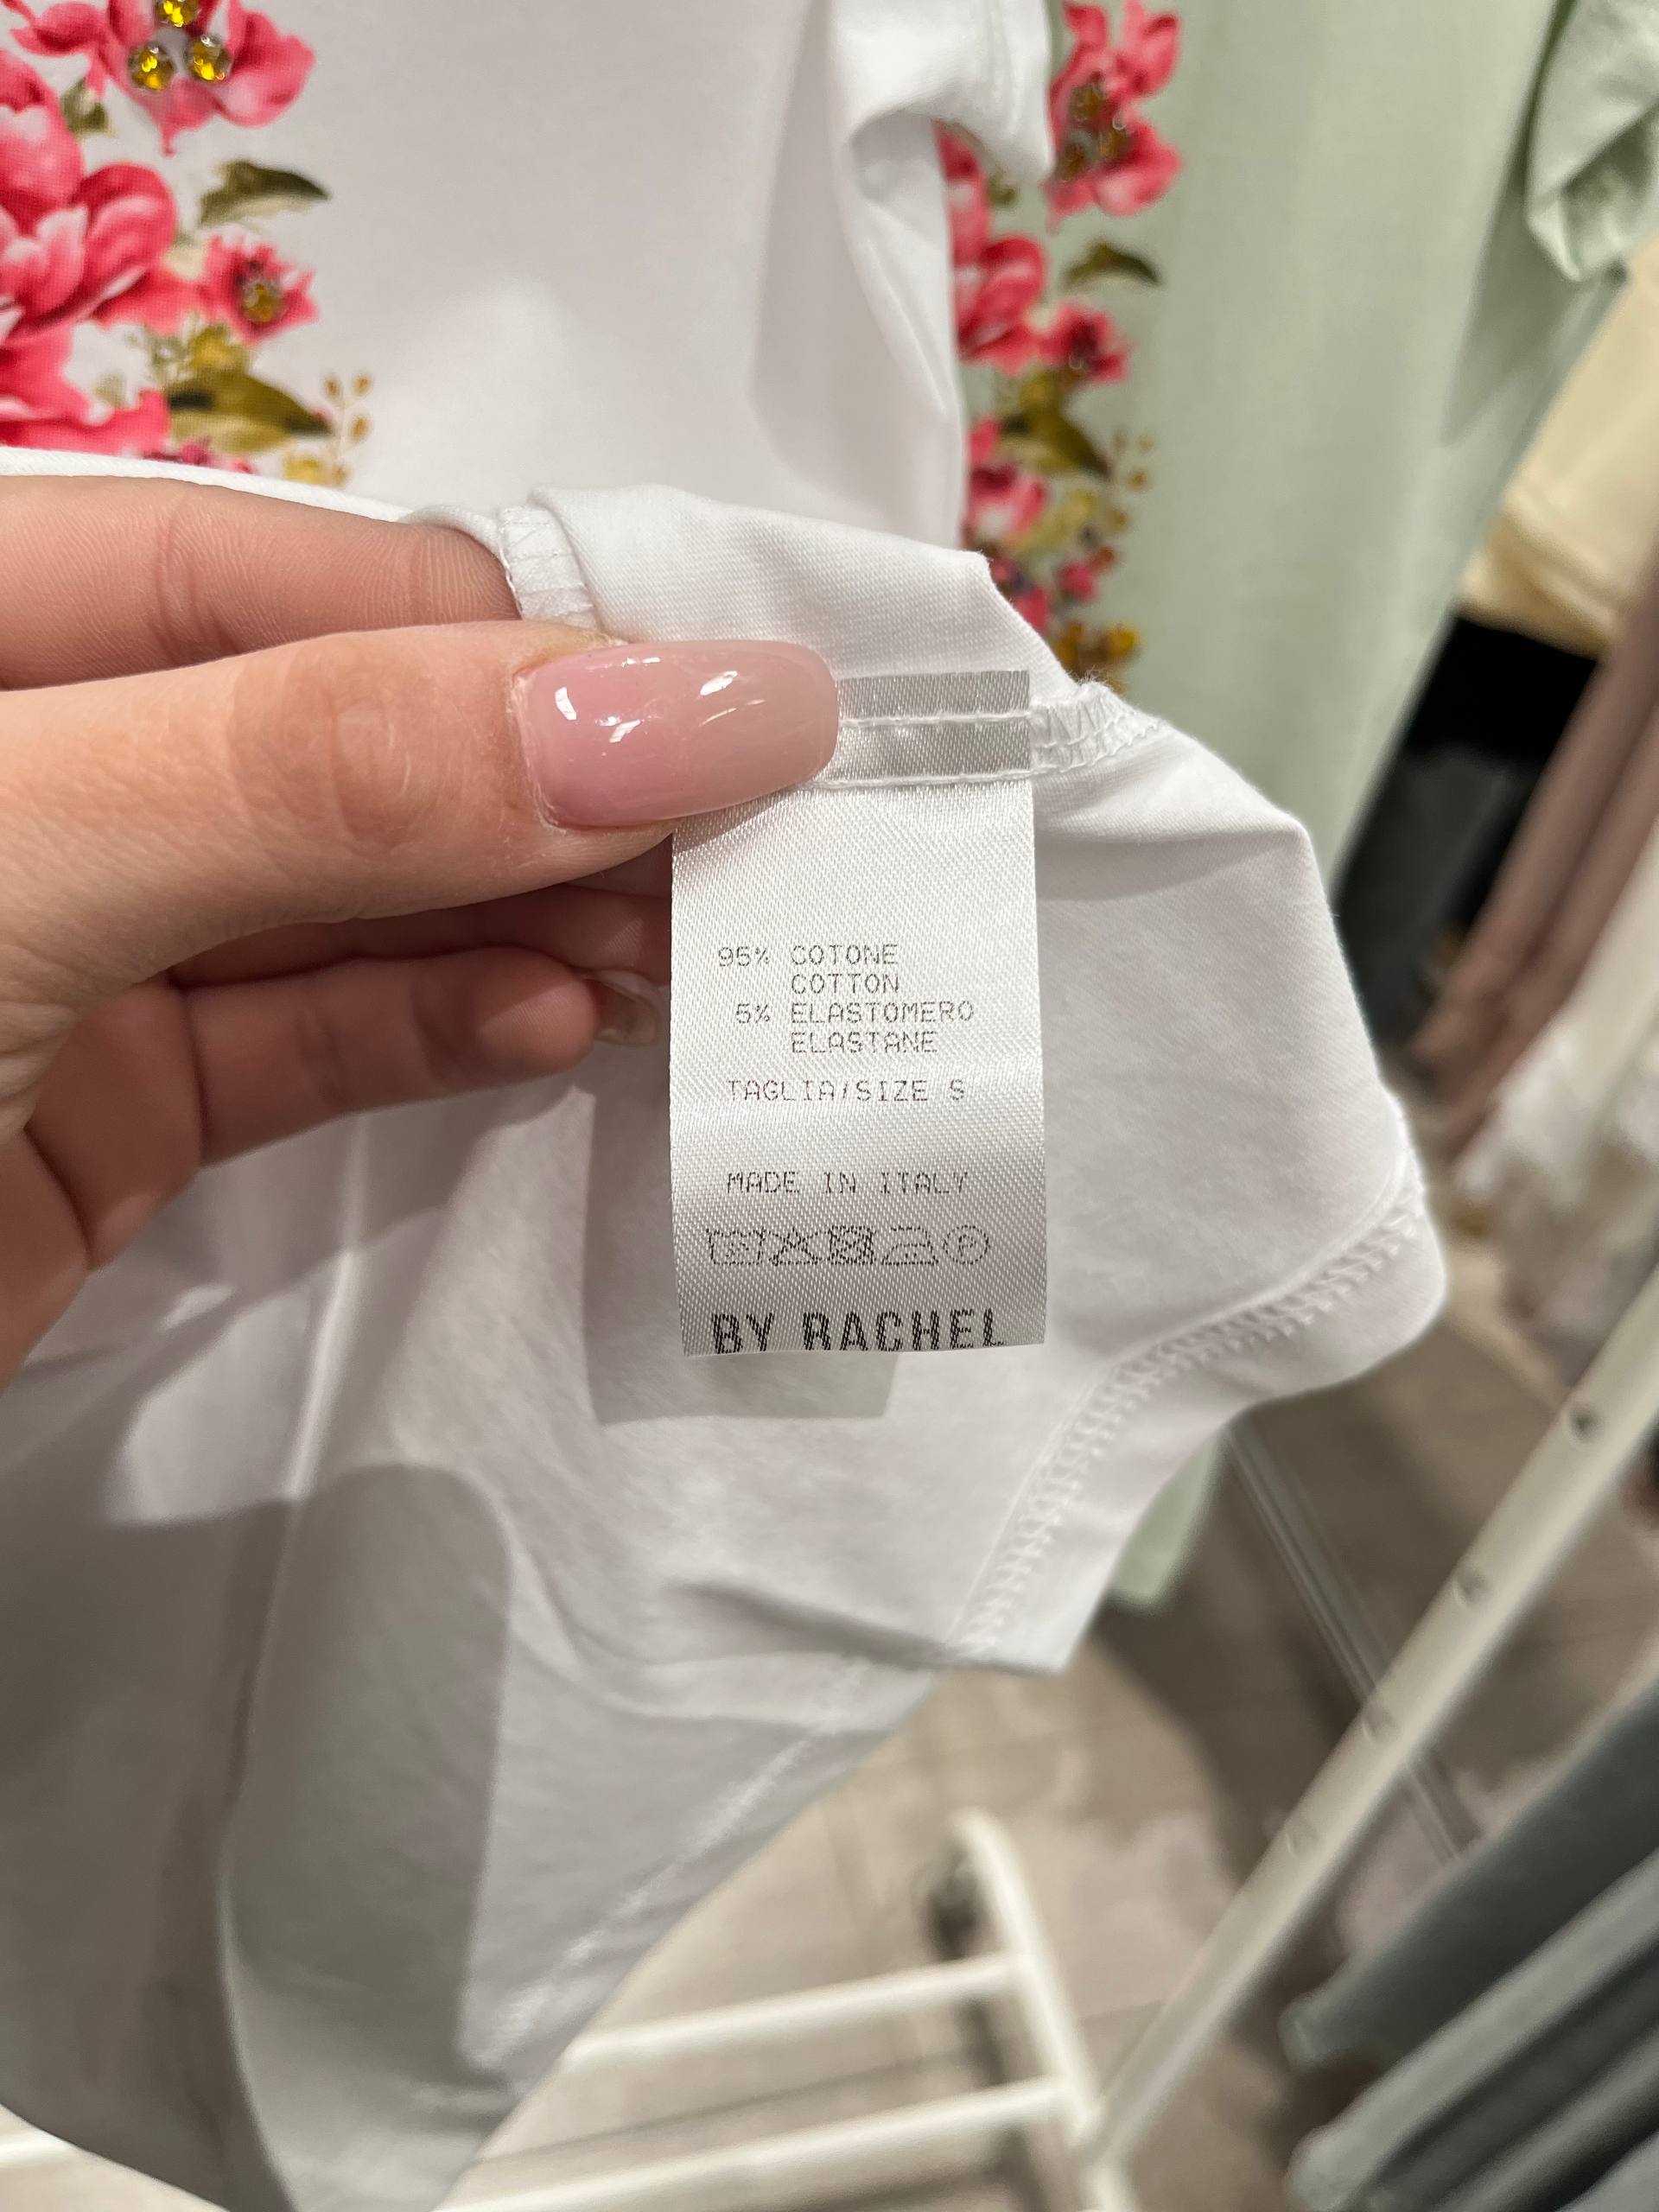 95% COTONE
COTTON
5% ELASTOMERO
ELASTANE
TAGLIA/SIZE S
MADE IN ITALY
BY RACHEL